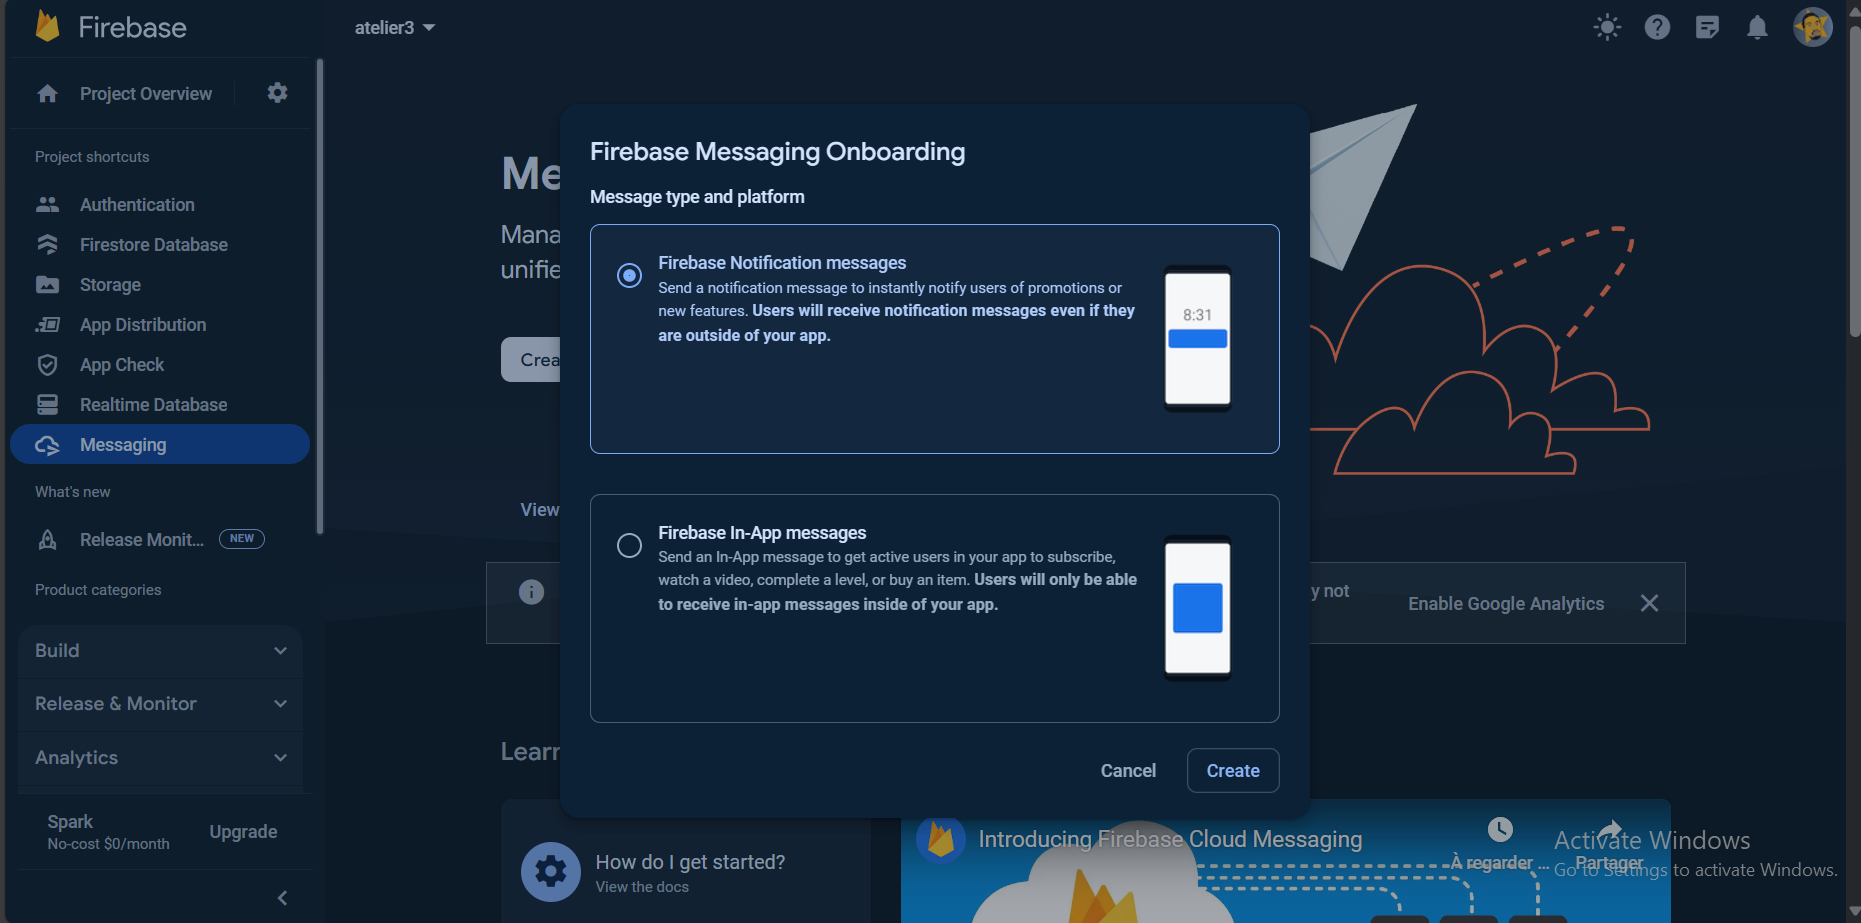 Firebase
atelier3
Project Overview
Project shortcuts
Authentication
Firestore Database
Storage
App Distribution
App Check
Realtime Database
Messaging
What's new
Release Monit...
NEW
Product categories
Build
Release & Monitor
Analytics
Spark
No-cost $0/month
Upgrade
Me
Mana
unifie
Crea
View
Firebase Messaging Onboarding
Message type and platform
Firebase Notification messages
Send a notification message to instantly notify users of promotions or
new features. Users will receive notification messages even if they
are outside of your app.
8:31
Firebase In-App messages
Send an In-App message to get active users in your app to subscribe,
watch a video, complete a level, or buy an item. Users will only be able
to receive in-app messages inside of your app.
Cancel
Create
y not
Enable Google Analytics
Learn
How do I get started?
View the docs
Introducing Firebase Cloud Messaging
À regarder ...
Partager
Activate Windows
Go to Settings to activate Windows.